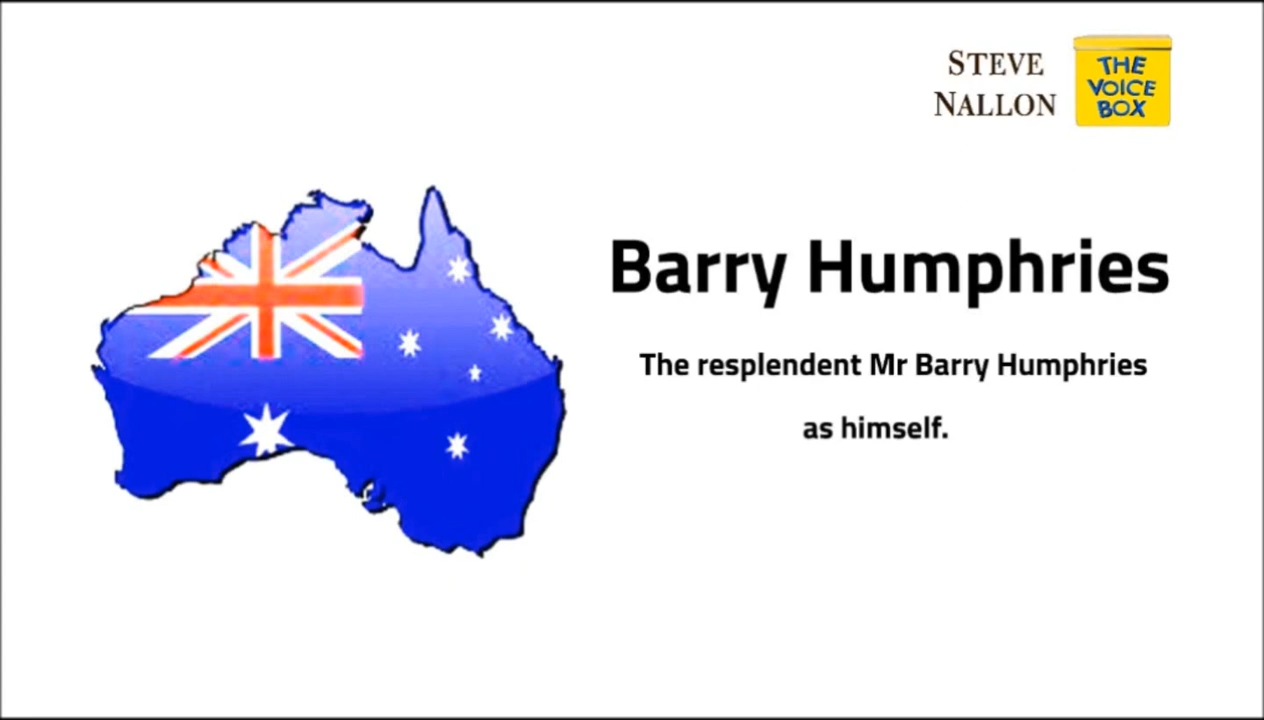 STEVE
NALLON
THE
VOICE
BOX
Barry Humphries
The resplendent Mr Barry Humphries
as himself.